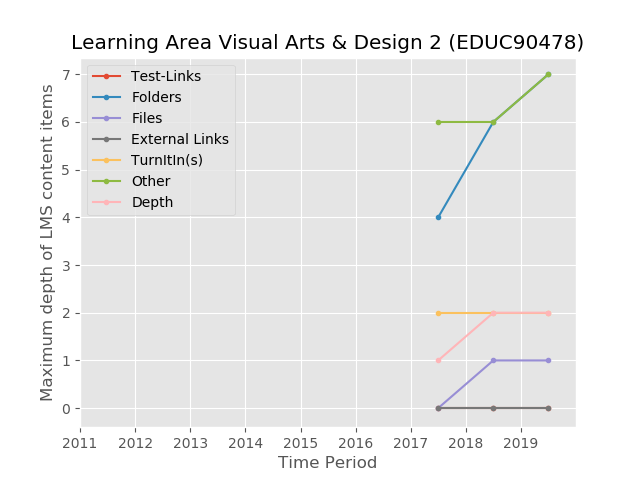 Learning Area Visual Arts & Design 2 (EDUC90478)
Test-Links
Folders
Files
External Links
TurnItIn(s)
Other
Depth
Maximum depth of LMS content items
7
6
5
4
3
2
1
0
2011 2012 2013 2014 2015 2016 2017 2018 2019
Time Period